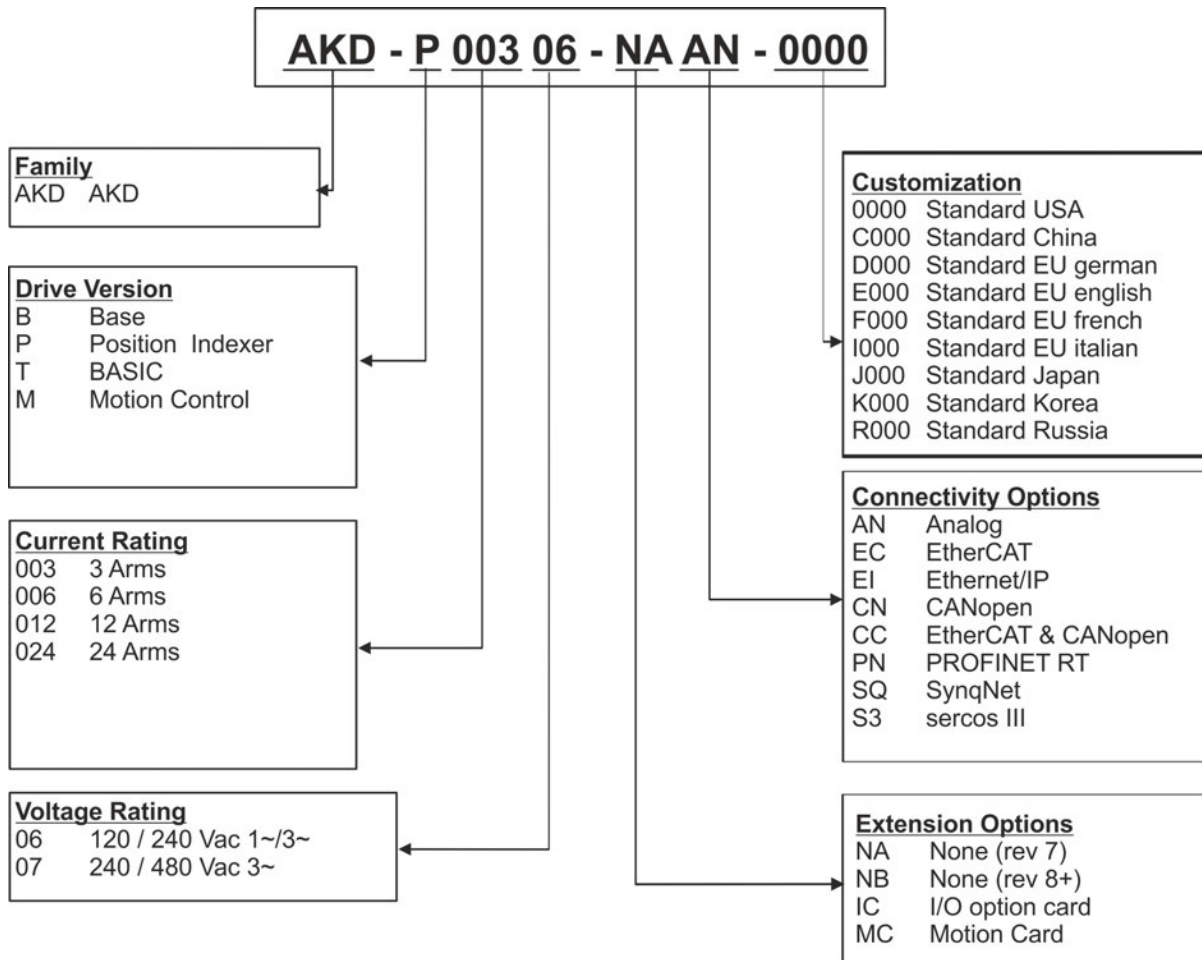 AKD - P 003 06 - NA AN - 0000
Family
AKD AKD
Drive Version
B Base
P Position Indexer
T BASIC
M Motion Control
Current Rating
003 3 Arms
006 6 Arms
012 12 Arms
024 24 Arms
Voltage Rating
06 120 / 240 Vac 1~/3~
07 240 / 480 Vac 3~
Customization
0000 Standard USA
C000 Standard China
D000 Standard EU german
E000 Standard EU english
F000 Standard EU french
I000 Standard EU italian
J000 Standard Japan
K000 Standard Korea
R000 Standard Russia
Connectivity Options
AN Analog
EC EtherCAT
EI Ethernet/IP
CN CANopen
CC EtherCAT & CANopen
PN PROFINET RT
SQ SynqNet
S3 sercos III
Extension Options
NA None (rev 7)
NB None (rev 8+)
IC I/O option card
MC Motion Card